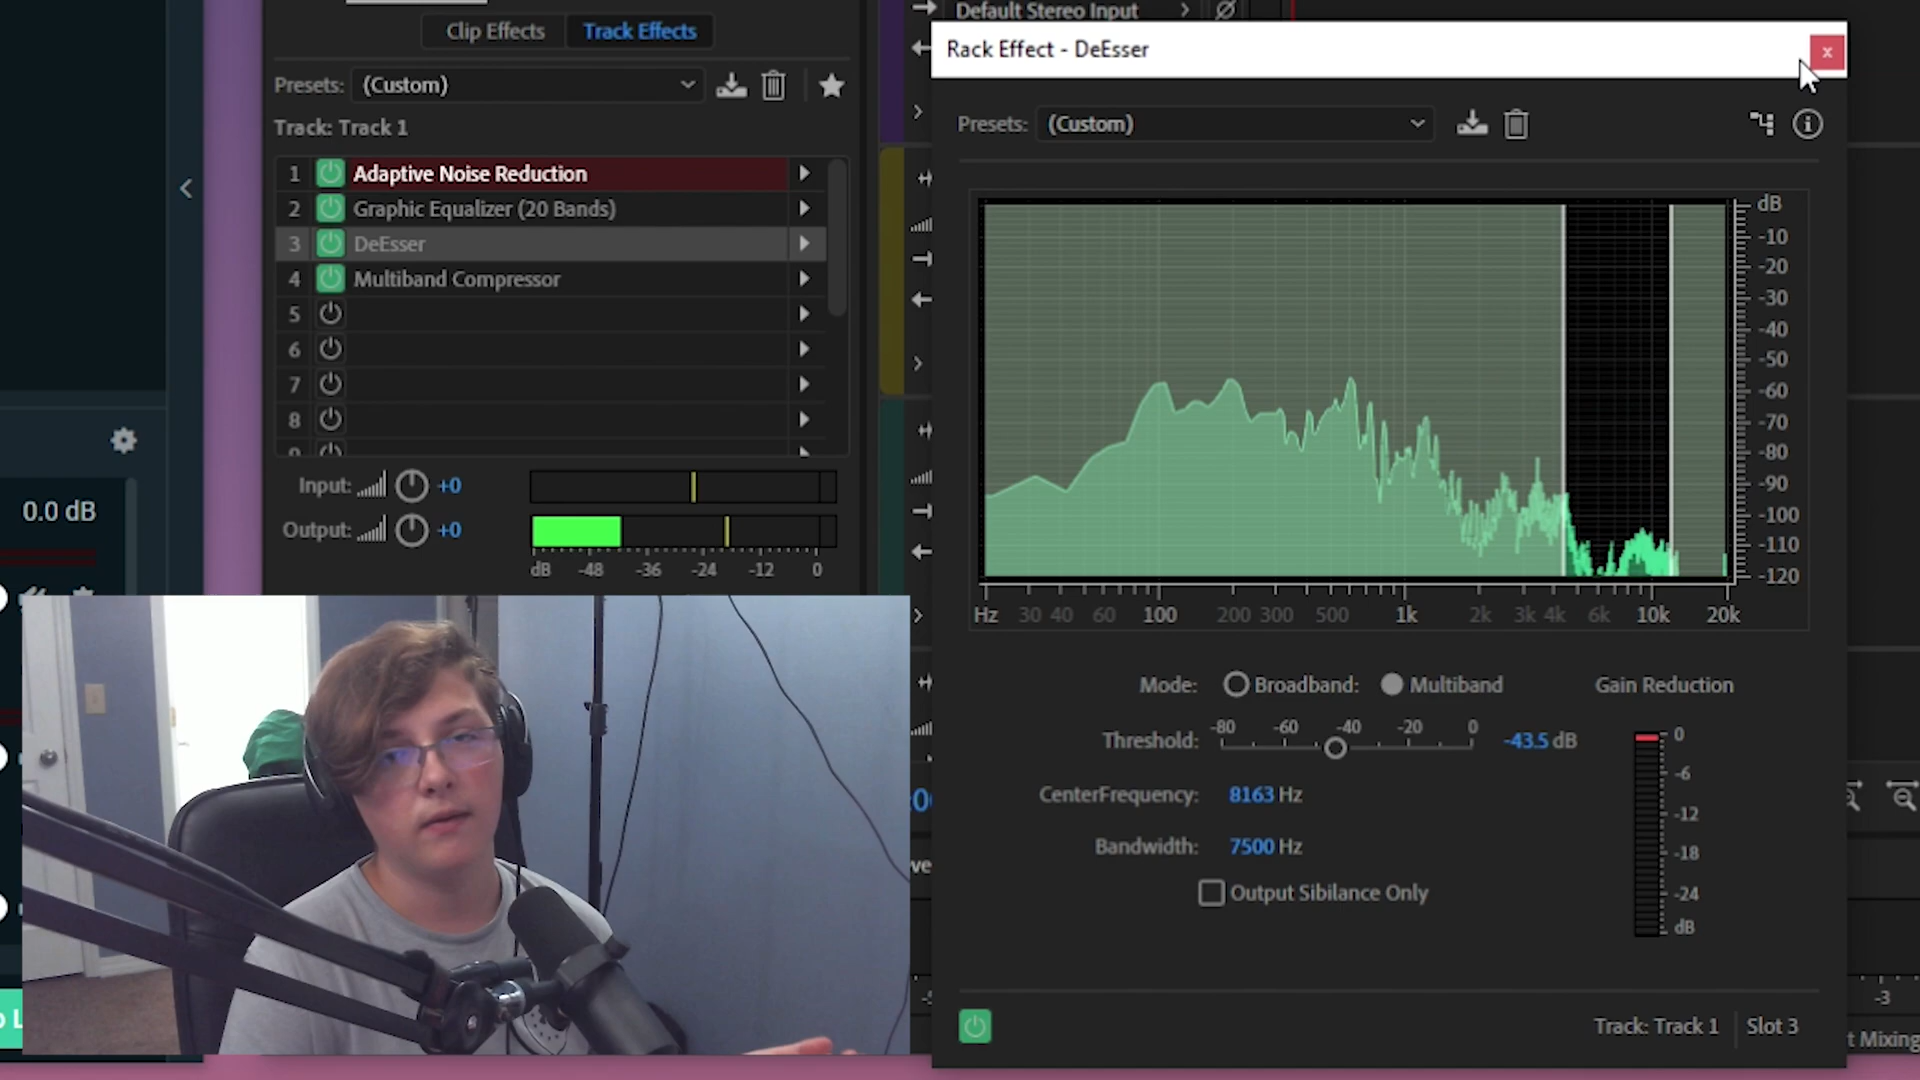 Default Stereo Input
Clip Effects
Track Effects
Presets: (Custom)
Track: Track 1
1 Adaptive Noise Reduction
2 Graphic Equalizer (20 Bands)
3 DeEsser
4 Multiband Compressor
5
6
7
8
Input: +0
Output: +0
dB -48 -36 -24 -12 0
0.0 dB
Rack Effect - DeEsser
x
Presets: (Custom)
dB
-10
-20
-30
-40
-50
-60
-70
-80
-90
-100
-110
-120
Hz 30 40 60 100 200 300 500 1k 2k 3k 4k 6k 10k 20k
Mode: Broadband: Multiband
Gain Reduction
-80 -60 -40 -20 0
Threshold: -43.5 dB
CenterFrequency: 8163 Hz
Bandwidth: 7500 Hz
Output Sibilance Only
0
-6
-12
-18
-24
dB
Track: Track 1
Slot 3
-3
t Mixing